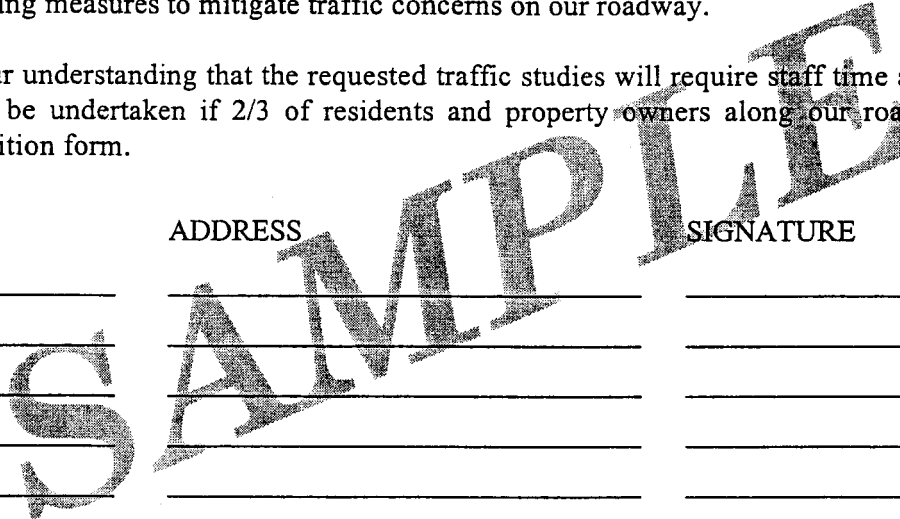 ing measures to mitigate traffic concerns on our roadway.
r understanding that the requested traffic studies will require staff time a
be undertaken if 2/3 of residents and property owners along our roa
ition form.
ADDRESS SIGNATURE
SAMPLE